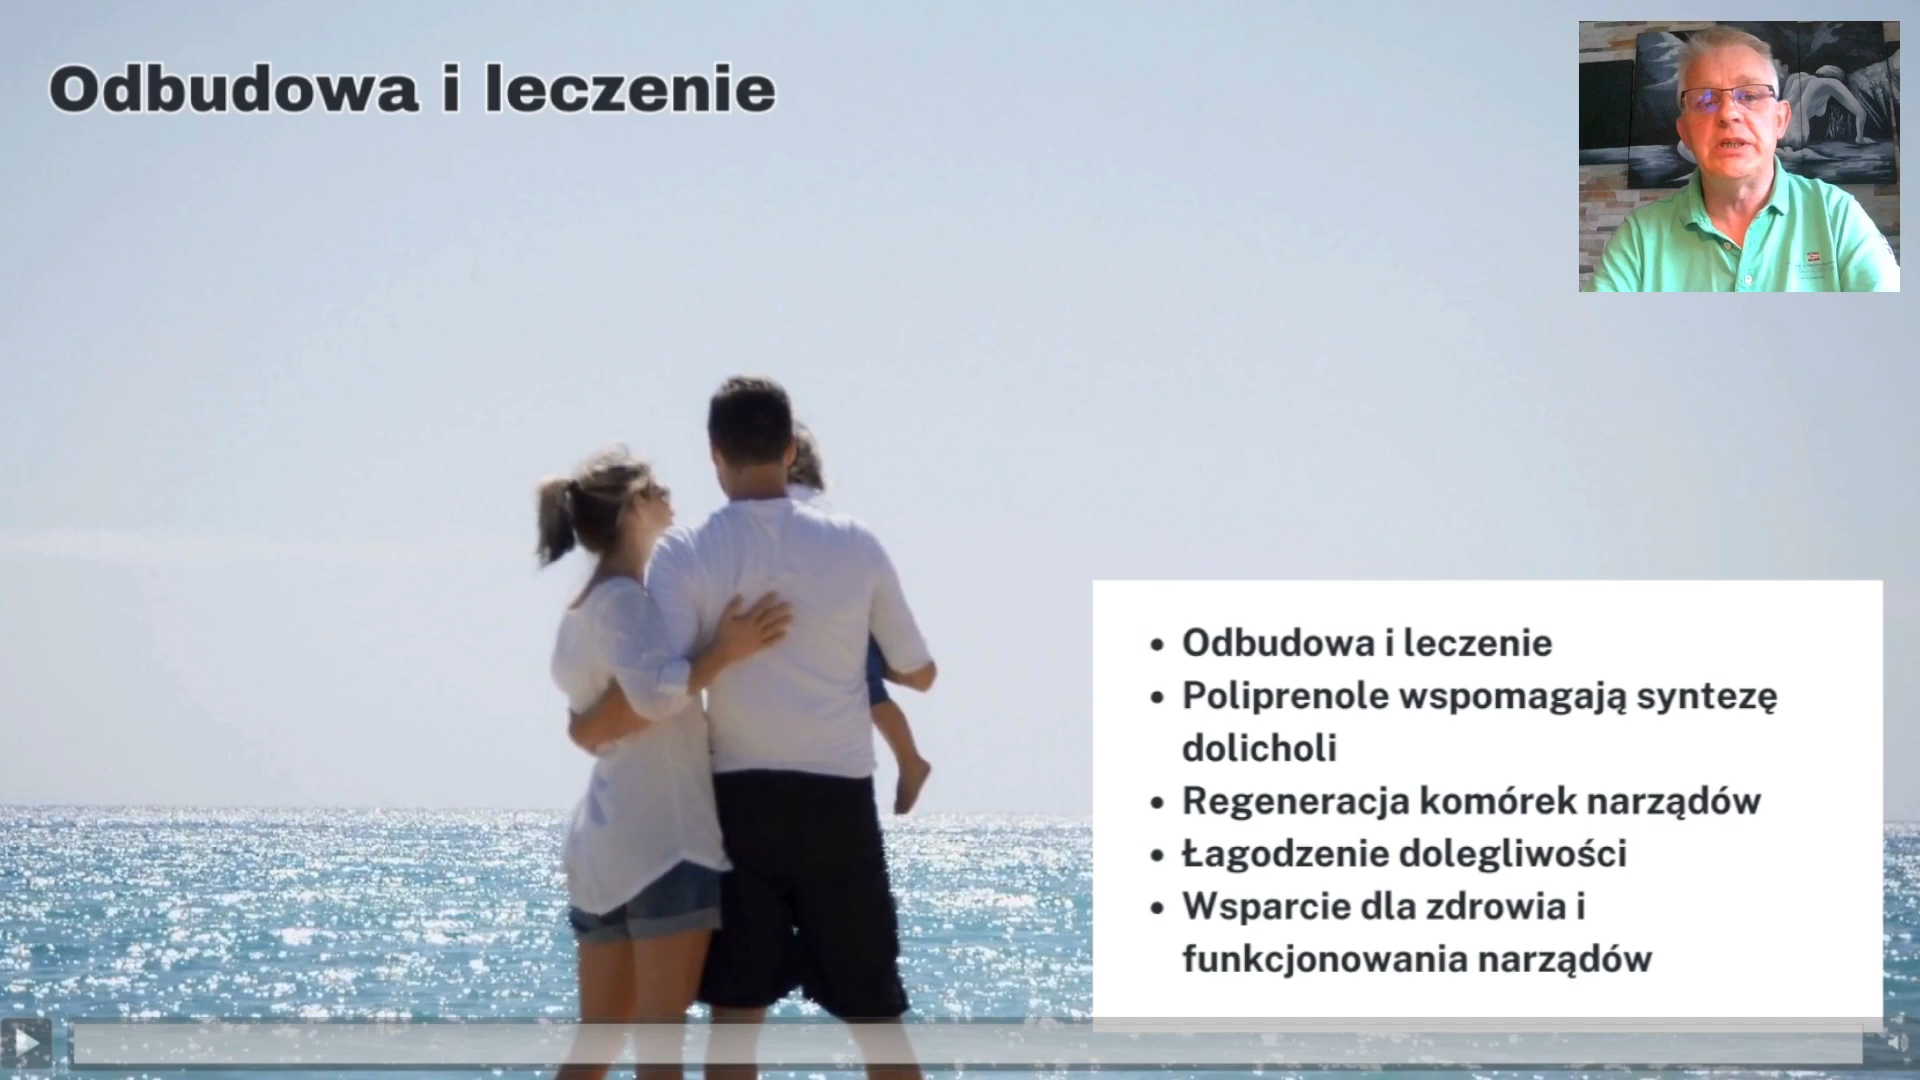 Odbudowa i leczenie
• Odbudowa i leczenie
• Poliprenole wspomagają syntezę
dolicholi
• Regeneracja komórek narządów
• Łagodzenie dolegliwości
• Wsparcie dla zdrowia i
funkcjonowania narządów